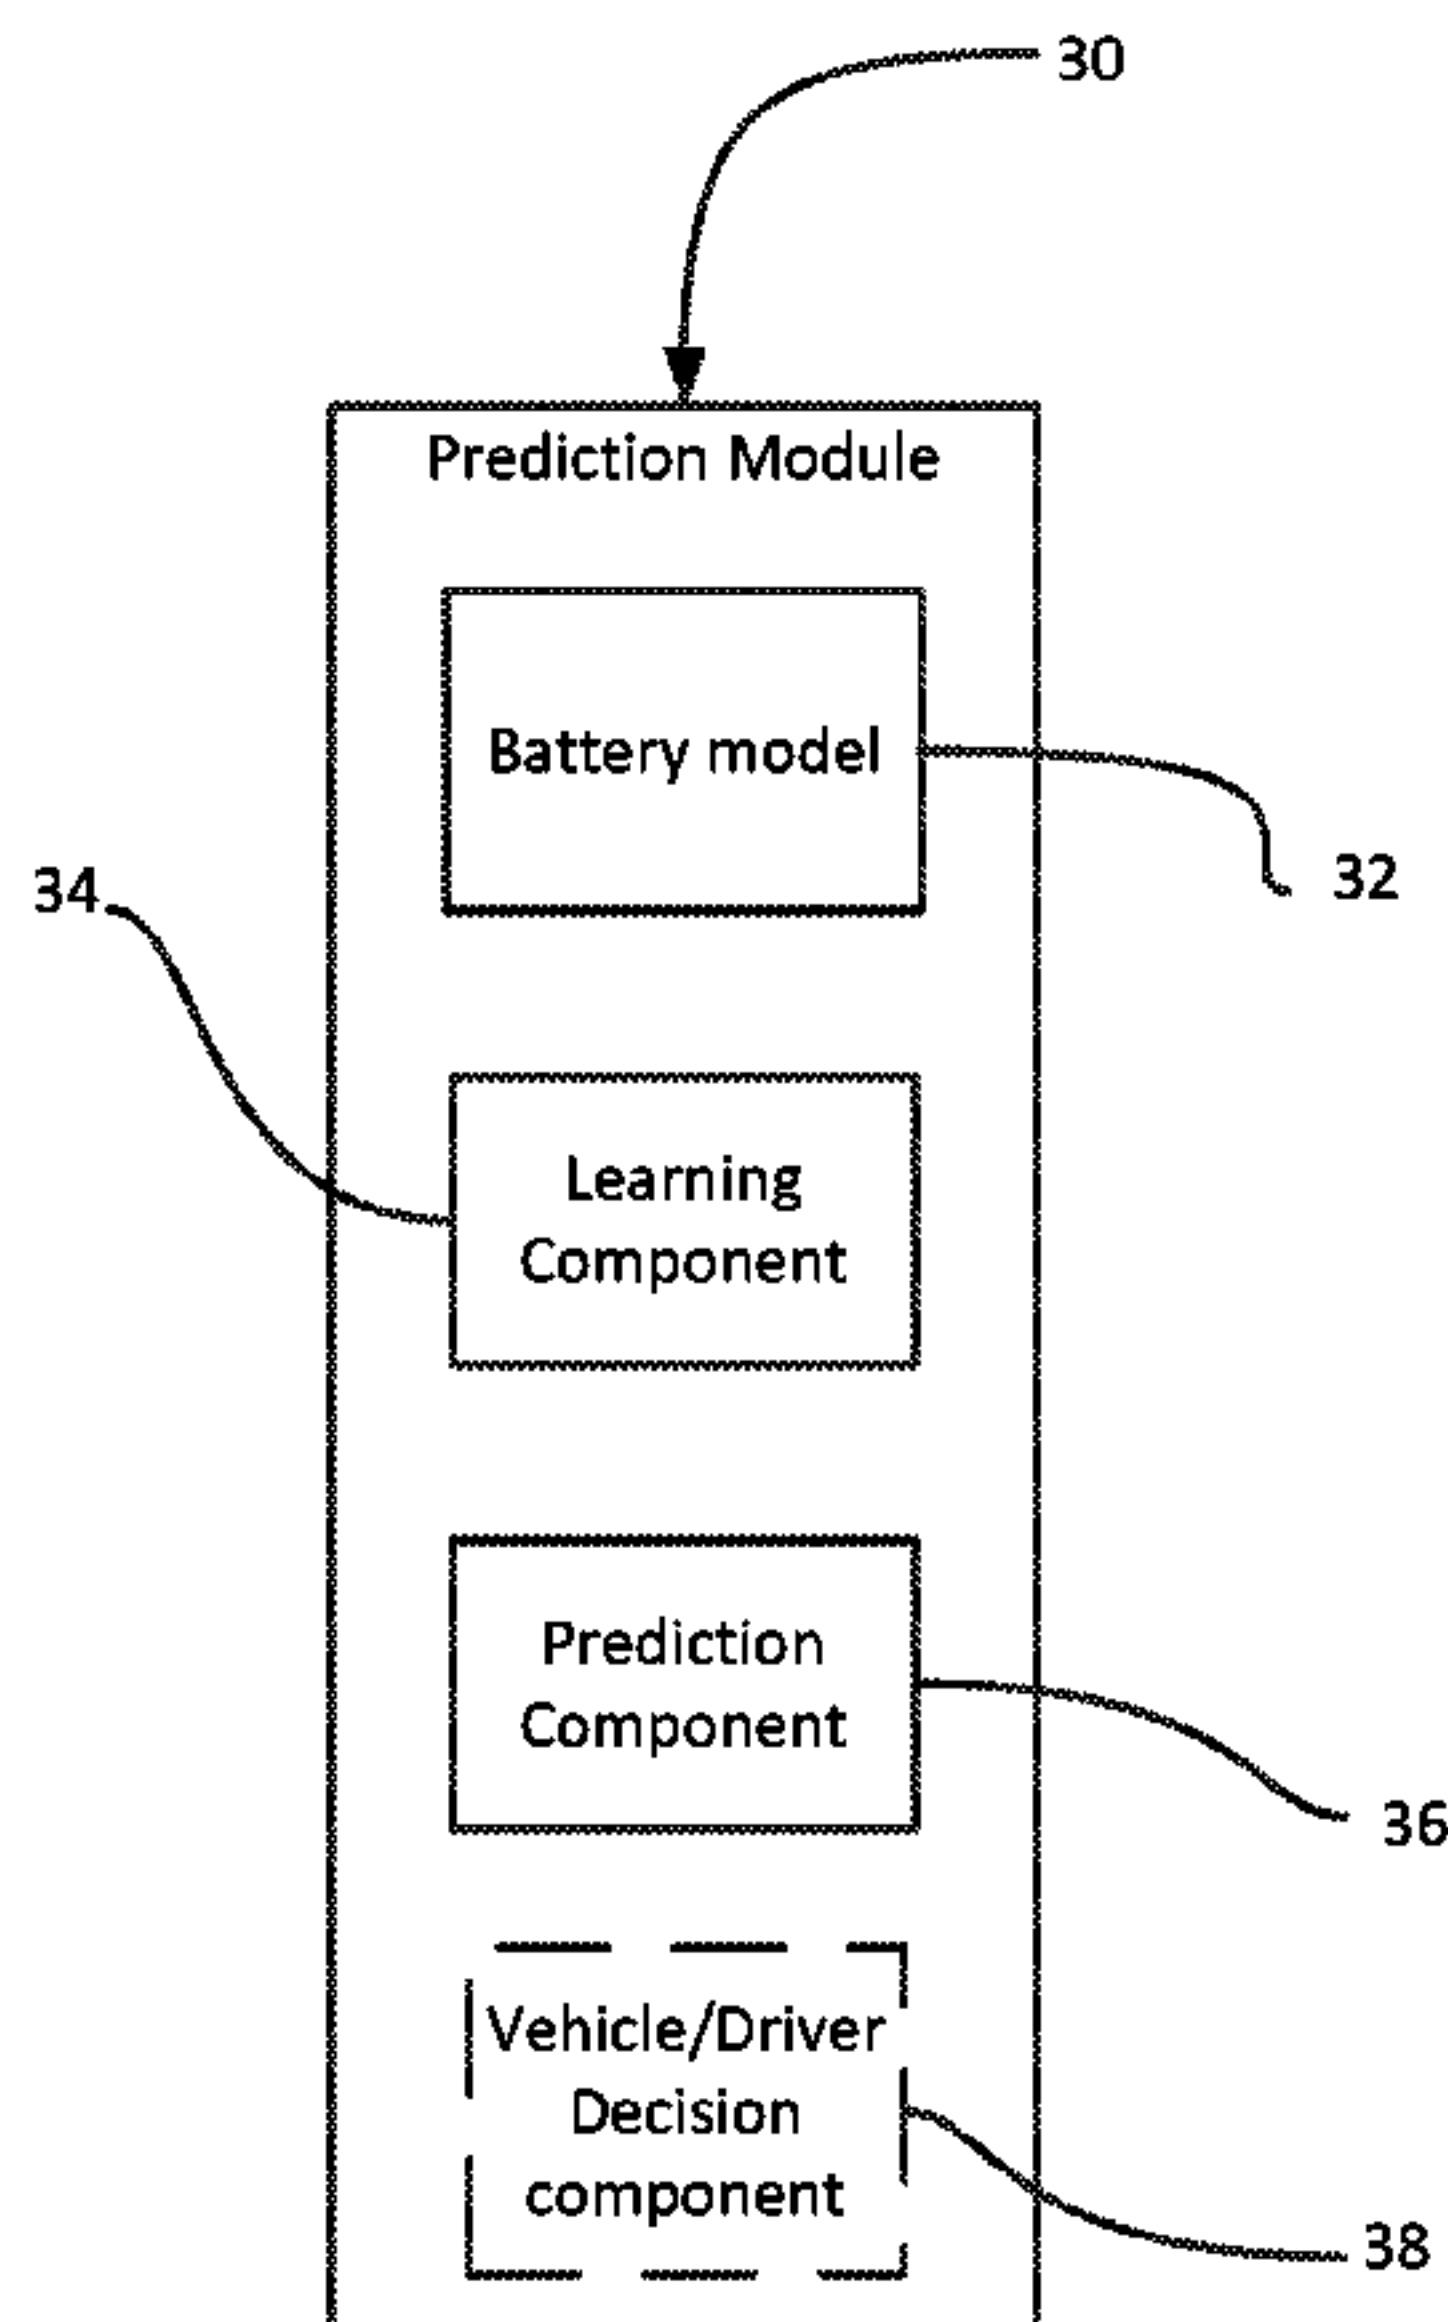 30
Prediction Module
Battery model
32
34
Learning
Component
Prediction
Component
36
Vehicle/Driver
Decision
component
38